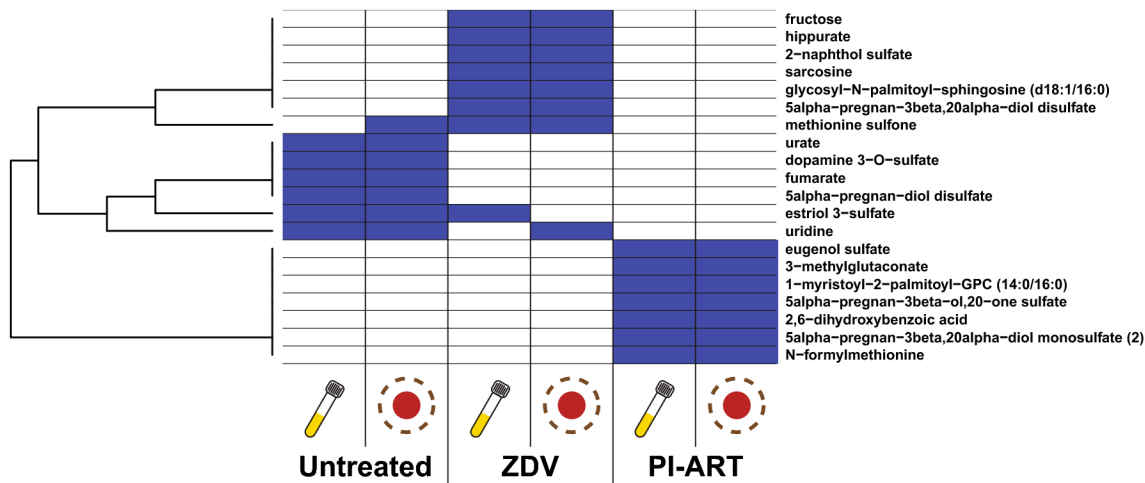 fructose
hippurate
2−naphthol sulfate
sarcosine
glycosyl−N−palmitoyl−sphingosine (d18:1/16:0)
5alpha−pregnan−3beta,20alpha−diol disulfate
methionine sulfone
urate
dopamine 3−O−sulfate
fumarate
5alpha−pregnan−diol disulfate
estriol 3−sulfate
uridine
eugenol sulfate
3−methylglutaconate
1−myristoyl−2−palmitoyl−GPC (14:0/16:0)
5alpha−pregnan−3beta−ol,20−one sulfate
2,6−dihydroxybenzoic acid
5alpha−pregnan−3beta,20alpha−diol monosulfate (2)
N−formylmethionine
Untreated ZDV PI-ART